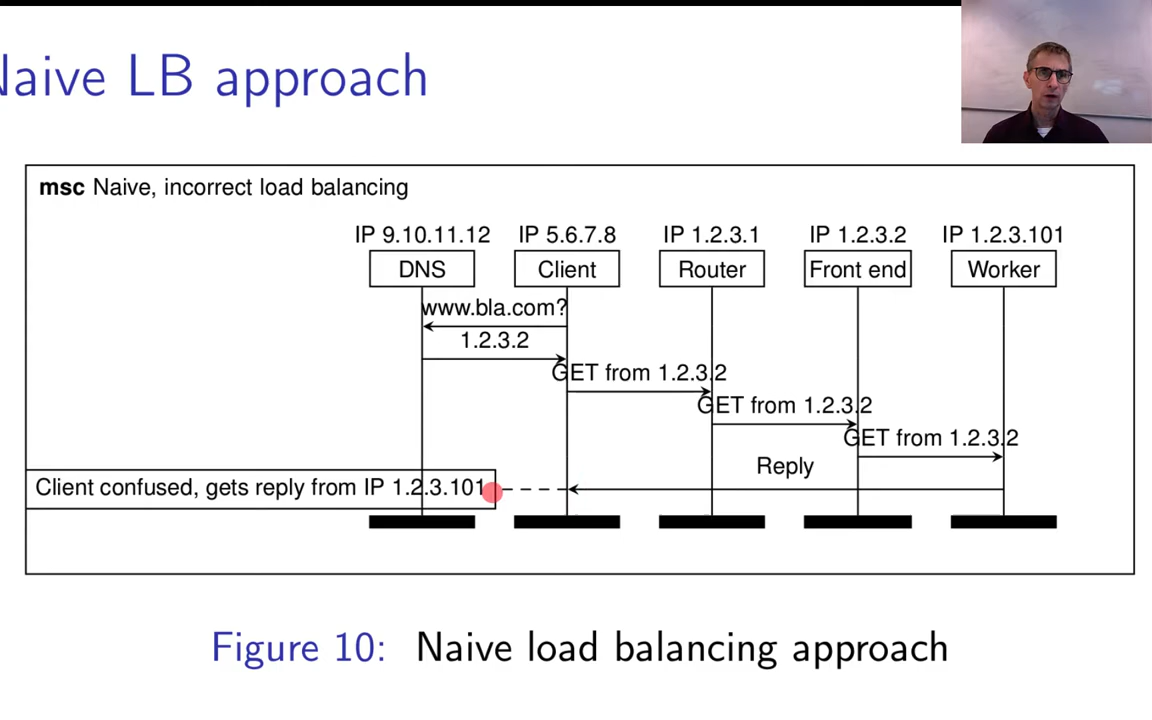 Naive LB approach
msc Naive, incorrect load balancing
IP 9.10.11.12 IP 5.6.7.8 IP 1.2.3.1 IP 1.2.3.2 IP 1.2.3.101
DNS Client Router Front end Worker
www.bla.com?
1.2.3.2
GET from 1.2.3.2
GET from 1.2.3.2
GET from 1.2.3.2
Reply
Client confused, gets reply from IP 1.2.3.101
Figure 10: Naive load balancing approach